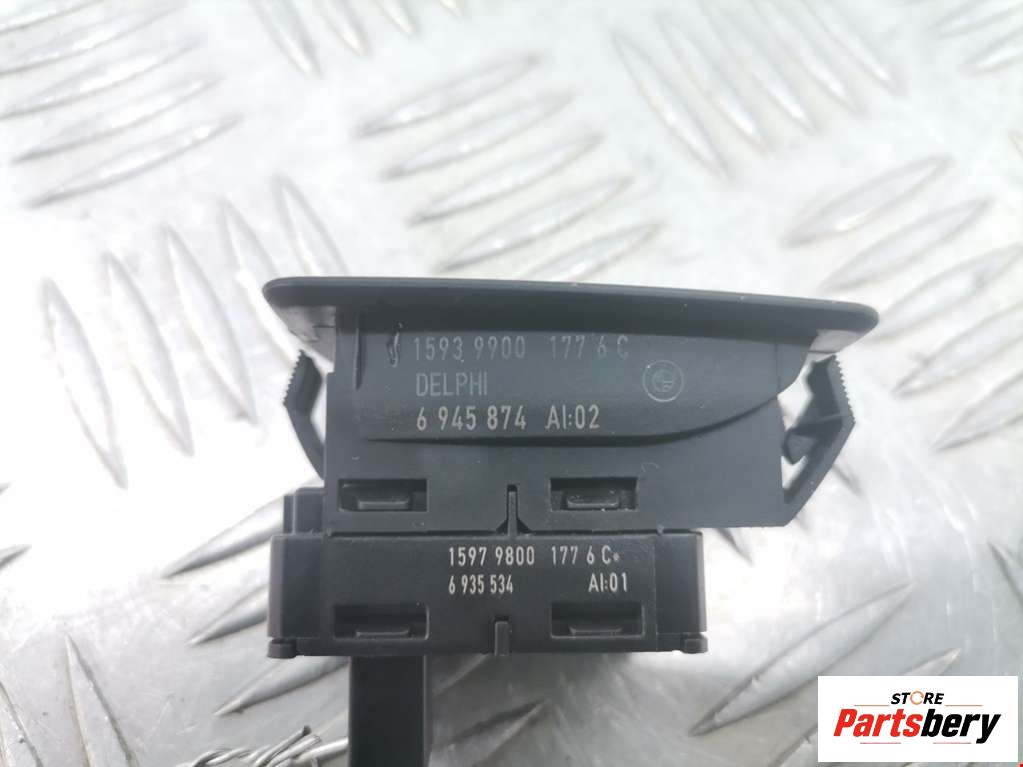 1593 9900 177 6 C
DELPHI
6 945 874 AI:02
1597 9800 177 6 C*
6 935 534 AI:01
STORE
Partsbery